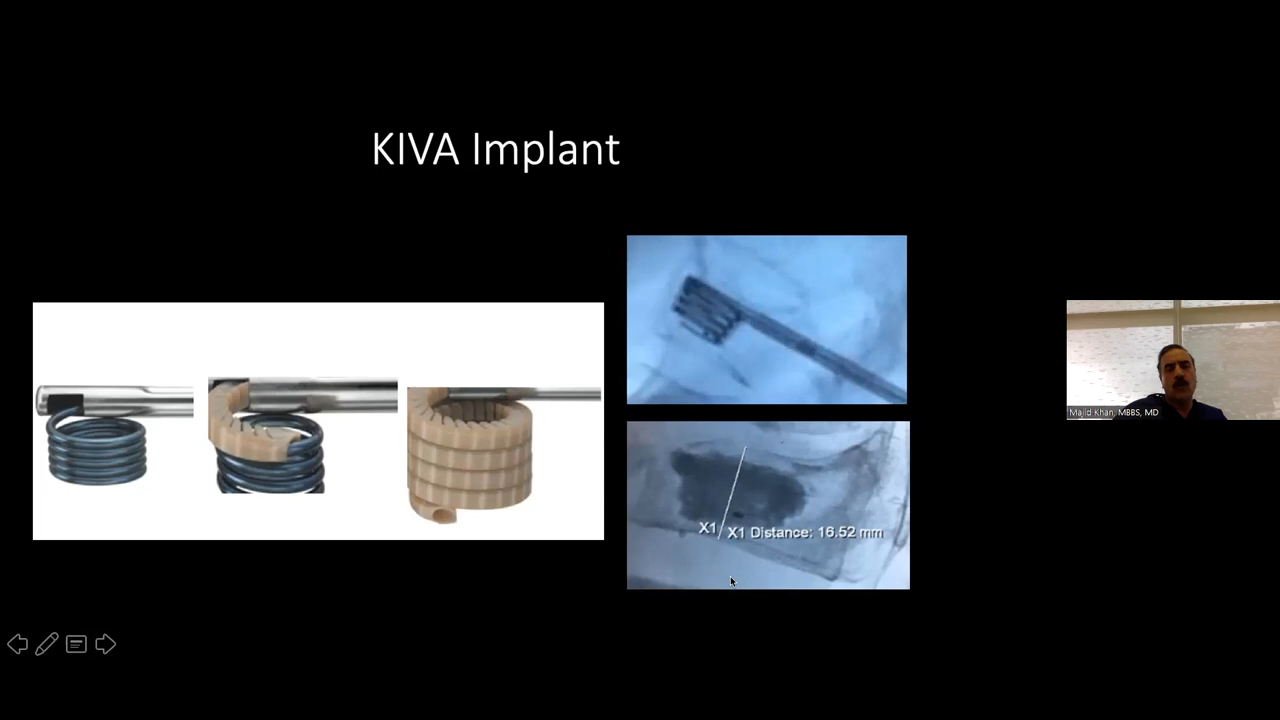 KIVA Implant
X1
X1 Distance: 16.52 mm
Majid Khan, MBBS, MD